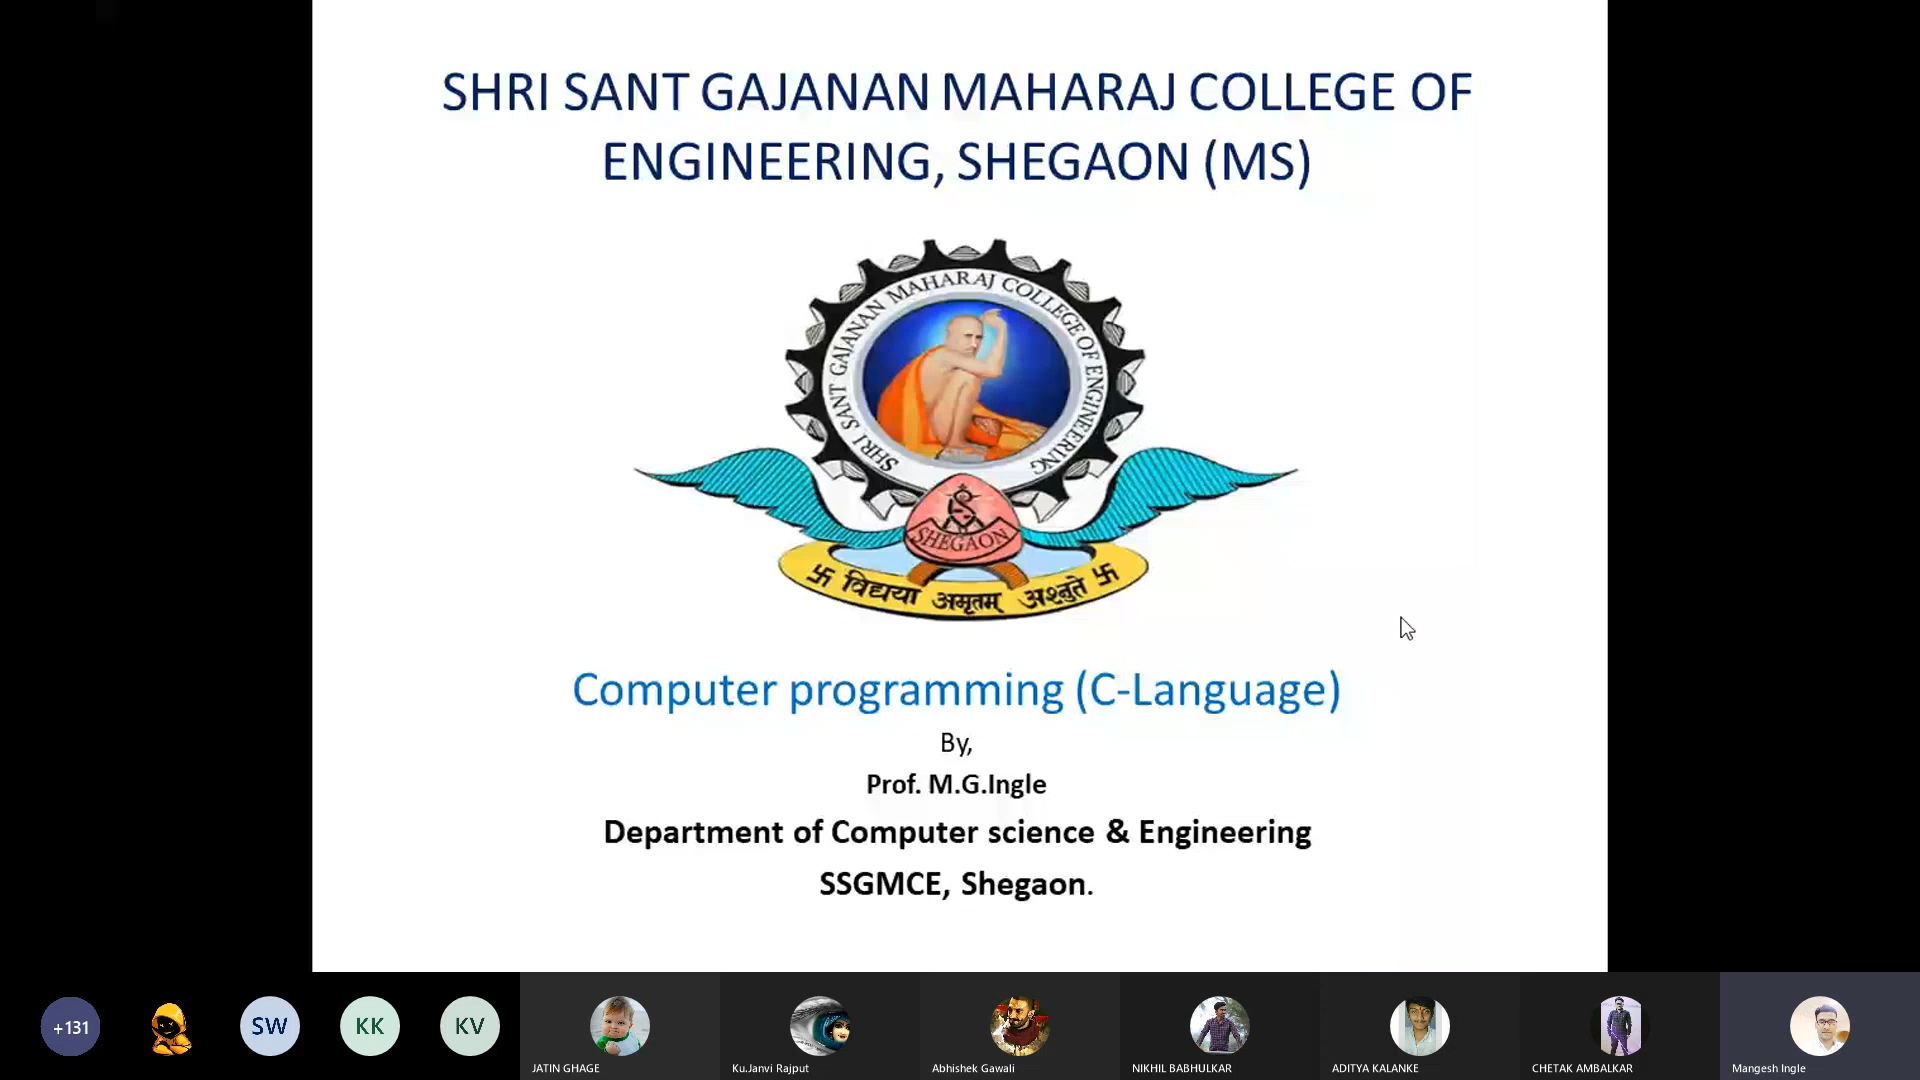 SHRI SANT GAJANAN MAHARAJ COLLEGE OF
ENGINEERING, SHEGAON (MS)
SHRI SANT GAJANAN MAHARAJ COLLEGE OF ENGINEERING
SHEGAON
卐 विद्यया अमृतम् अश्नुते 卐
Computer programming (C-Language)
By,
Prof. M.G.Ingle
Department of Computer science & Engineering
SSGMCE, Shegaon.
+131
SW
KK
KV
JATIN GHAGE
Ku.Janvi Rajput
Abhishek Gawali
NIKHIL BABHULKAR
ADITYA KALANKE
CHETAK AMBALKAR
Mangesh Ingle